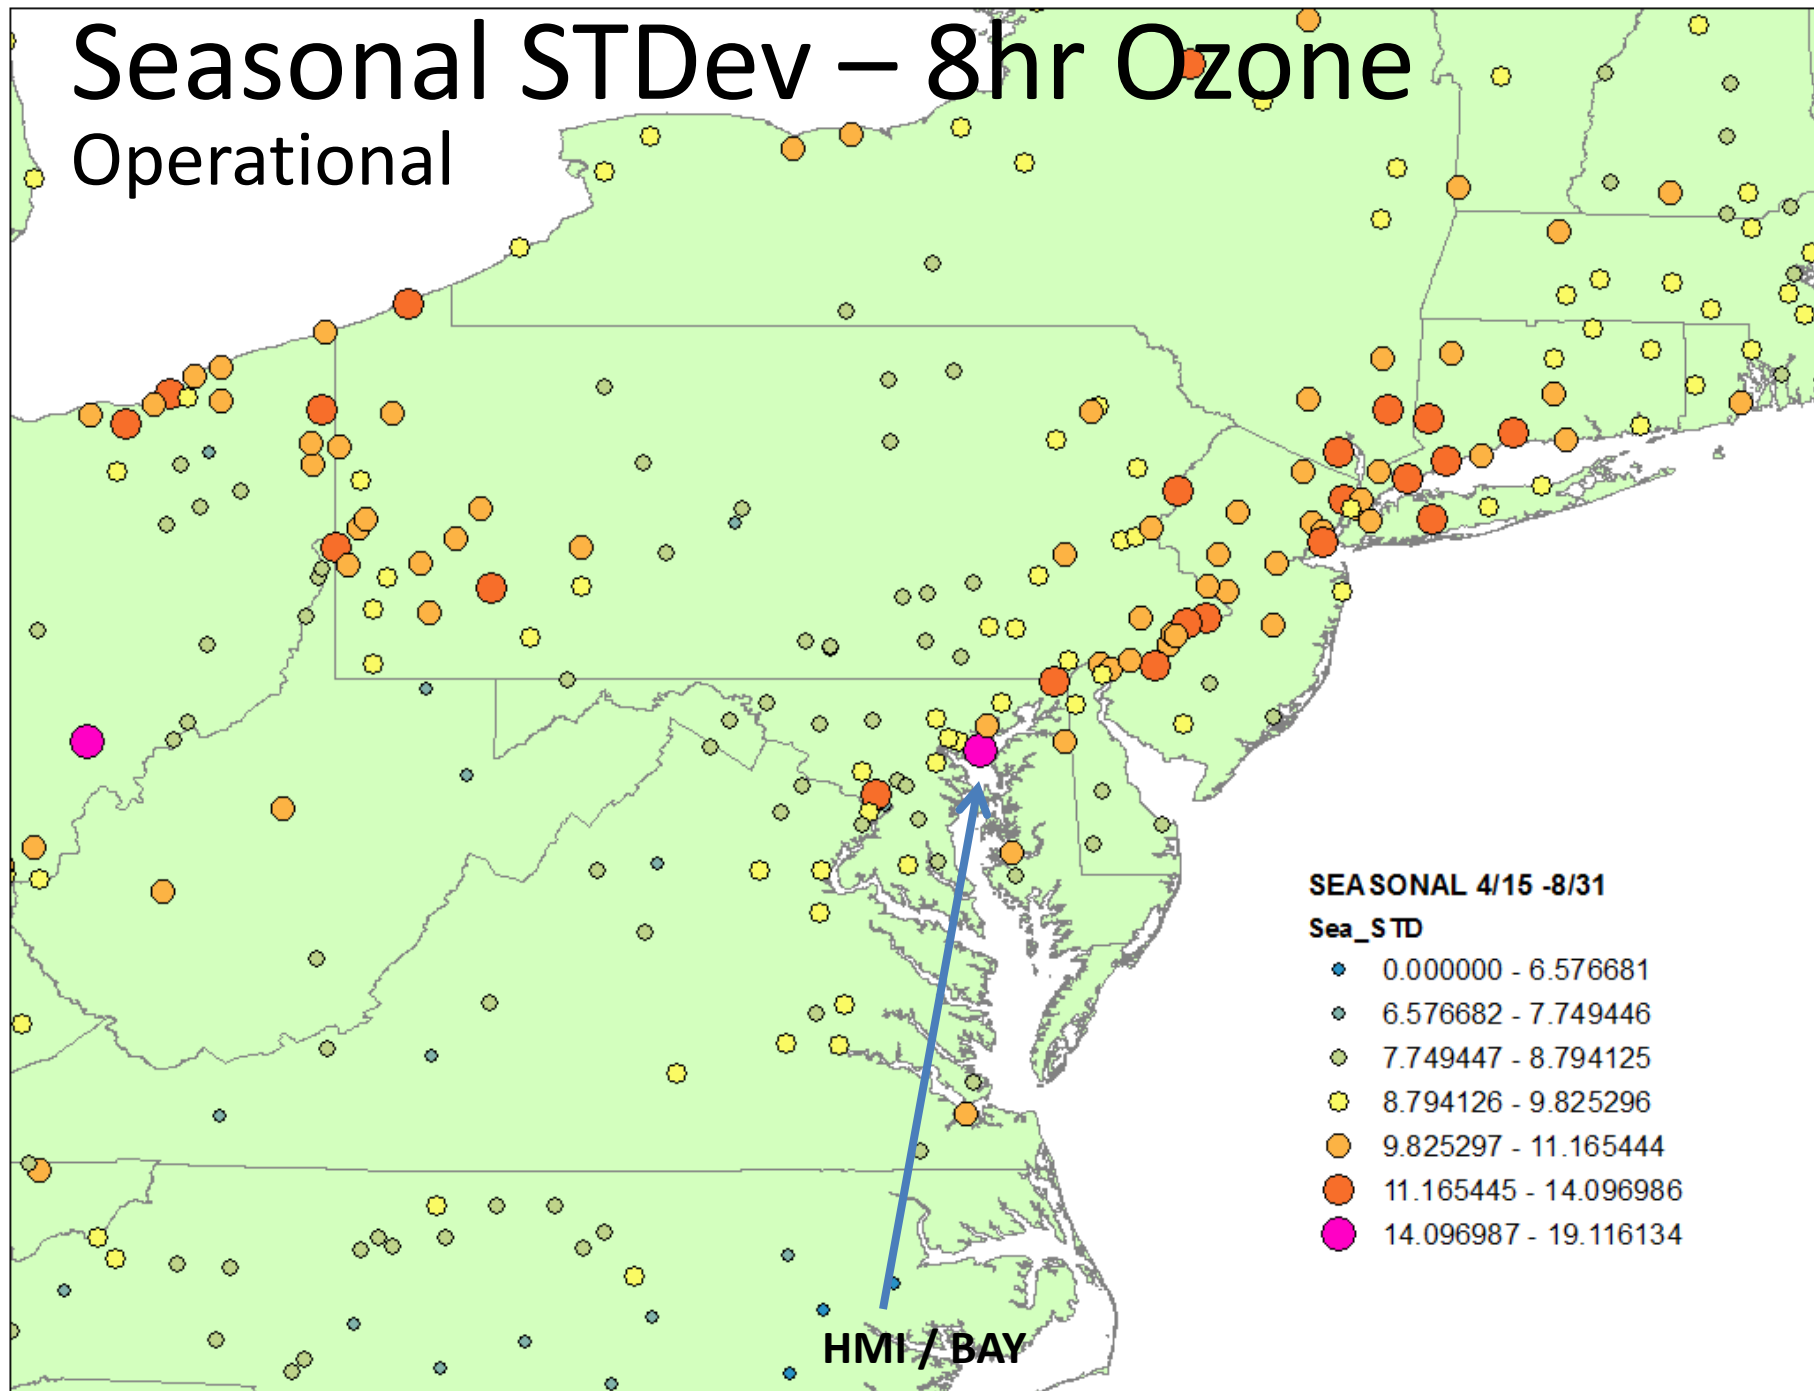 Seasonal STDev – 8hr Ozone
Operational
SEASONAL 4/15 -8/31
Sea_STD
0.000000 - 6.576681
6.576682 - 7.749446
7.749447 - 8.794125
8.794126 - 9.825296
9.825297 - 11.165444
11.165445 - 14.096986
14.096987 - 19.116134
HMI / BAY